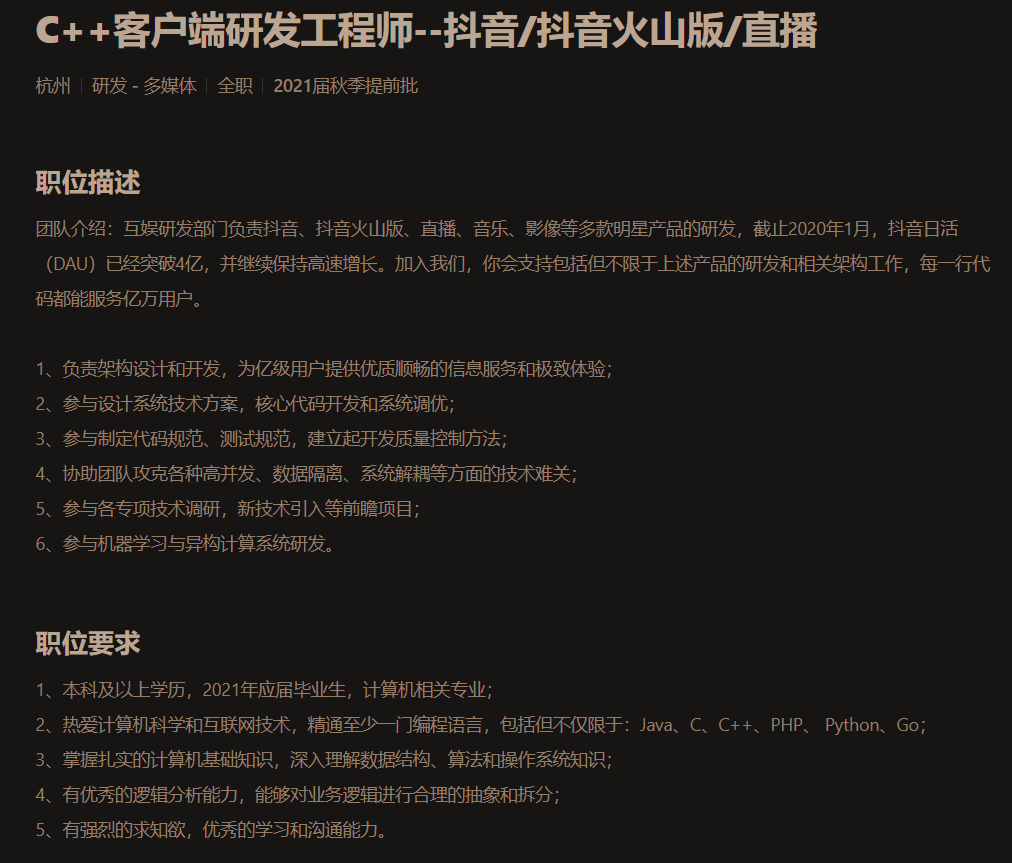 C++客户端研发工程师--抖音/抖音火山版/直播
杭州 | 研发 - 多媒体 | 全职 | 2021届秋季提前批
职位描述
团队介绍：互娱研发部门负责抖音、抖音火山版、直播、音乐、影像等多款明星产品的研发，截止2020年1月，抖音日活
（DAU）已经突破4亿，并继续保持高速增长。加入我们，你会支持包括但不限于上述产品的研发和相关架构工作，每一行代
码都能服务亿万用户。
1、负责架构设计和开发，为亿级用户提供优质顺畅的信息服务和极致体验；
2、参与设计系统技术方案，核心代码开发和系统调优；
3、参与制定代码规范、测试规范，建立起开发质量控制方法；
4、协助团队攻克各种高并发、数据隔离、系统解耦等方面的技术难关；
5、参与各专项技术调研，新技术引入等前瞻项目；
6、参与机器学习与异构计算系统研发。
职位要求
1、本科及以上学历，2021年应届毕业生，计算机相关专业；
2、热爱计算机科学和互联网技术，精通至少一门编程语言，包括但不仅限于：Java、C、C++、PHP、 Python、Go；
3、掌握扎实的计算机基础知识，深入理解数据结构、算法和操作系统知识；
4、有优秀的逻辑分析能力，能够对业务逻辑进行合理的抽象和拆分；
5、有强烈的求知欲，优秀的学习和沟通能力。